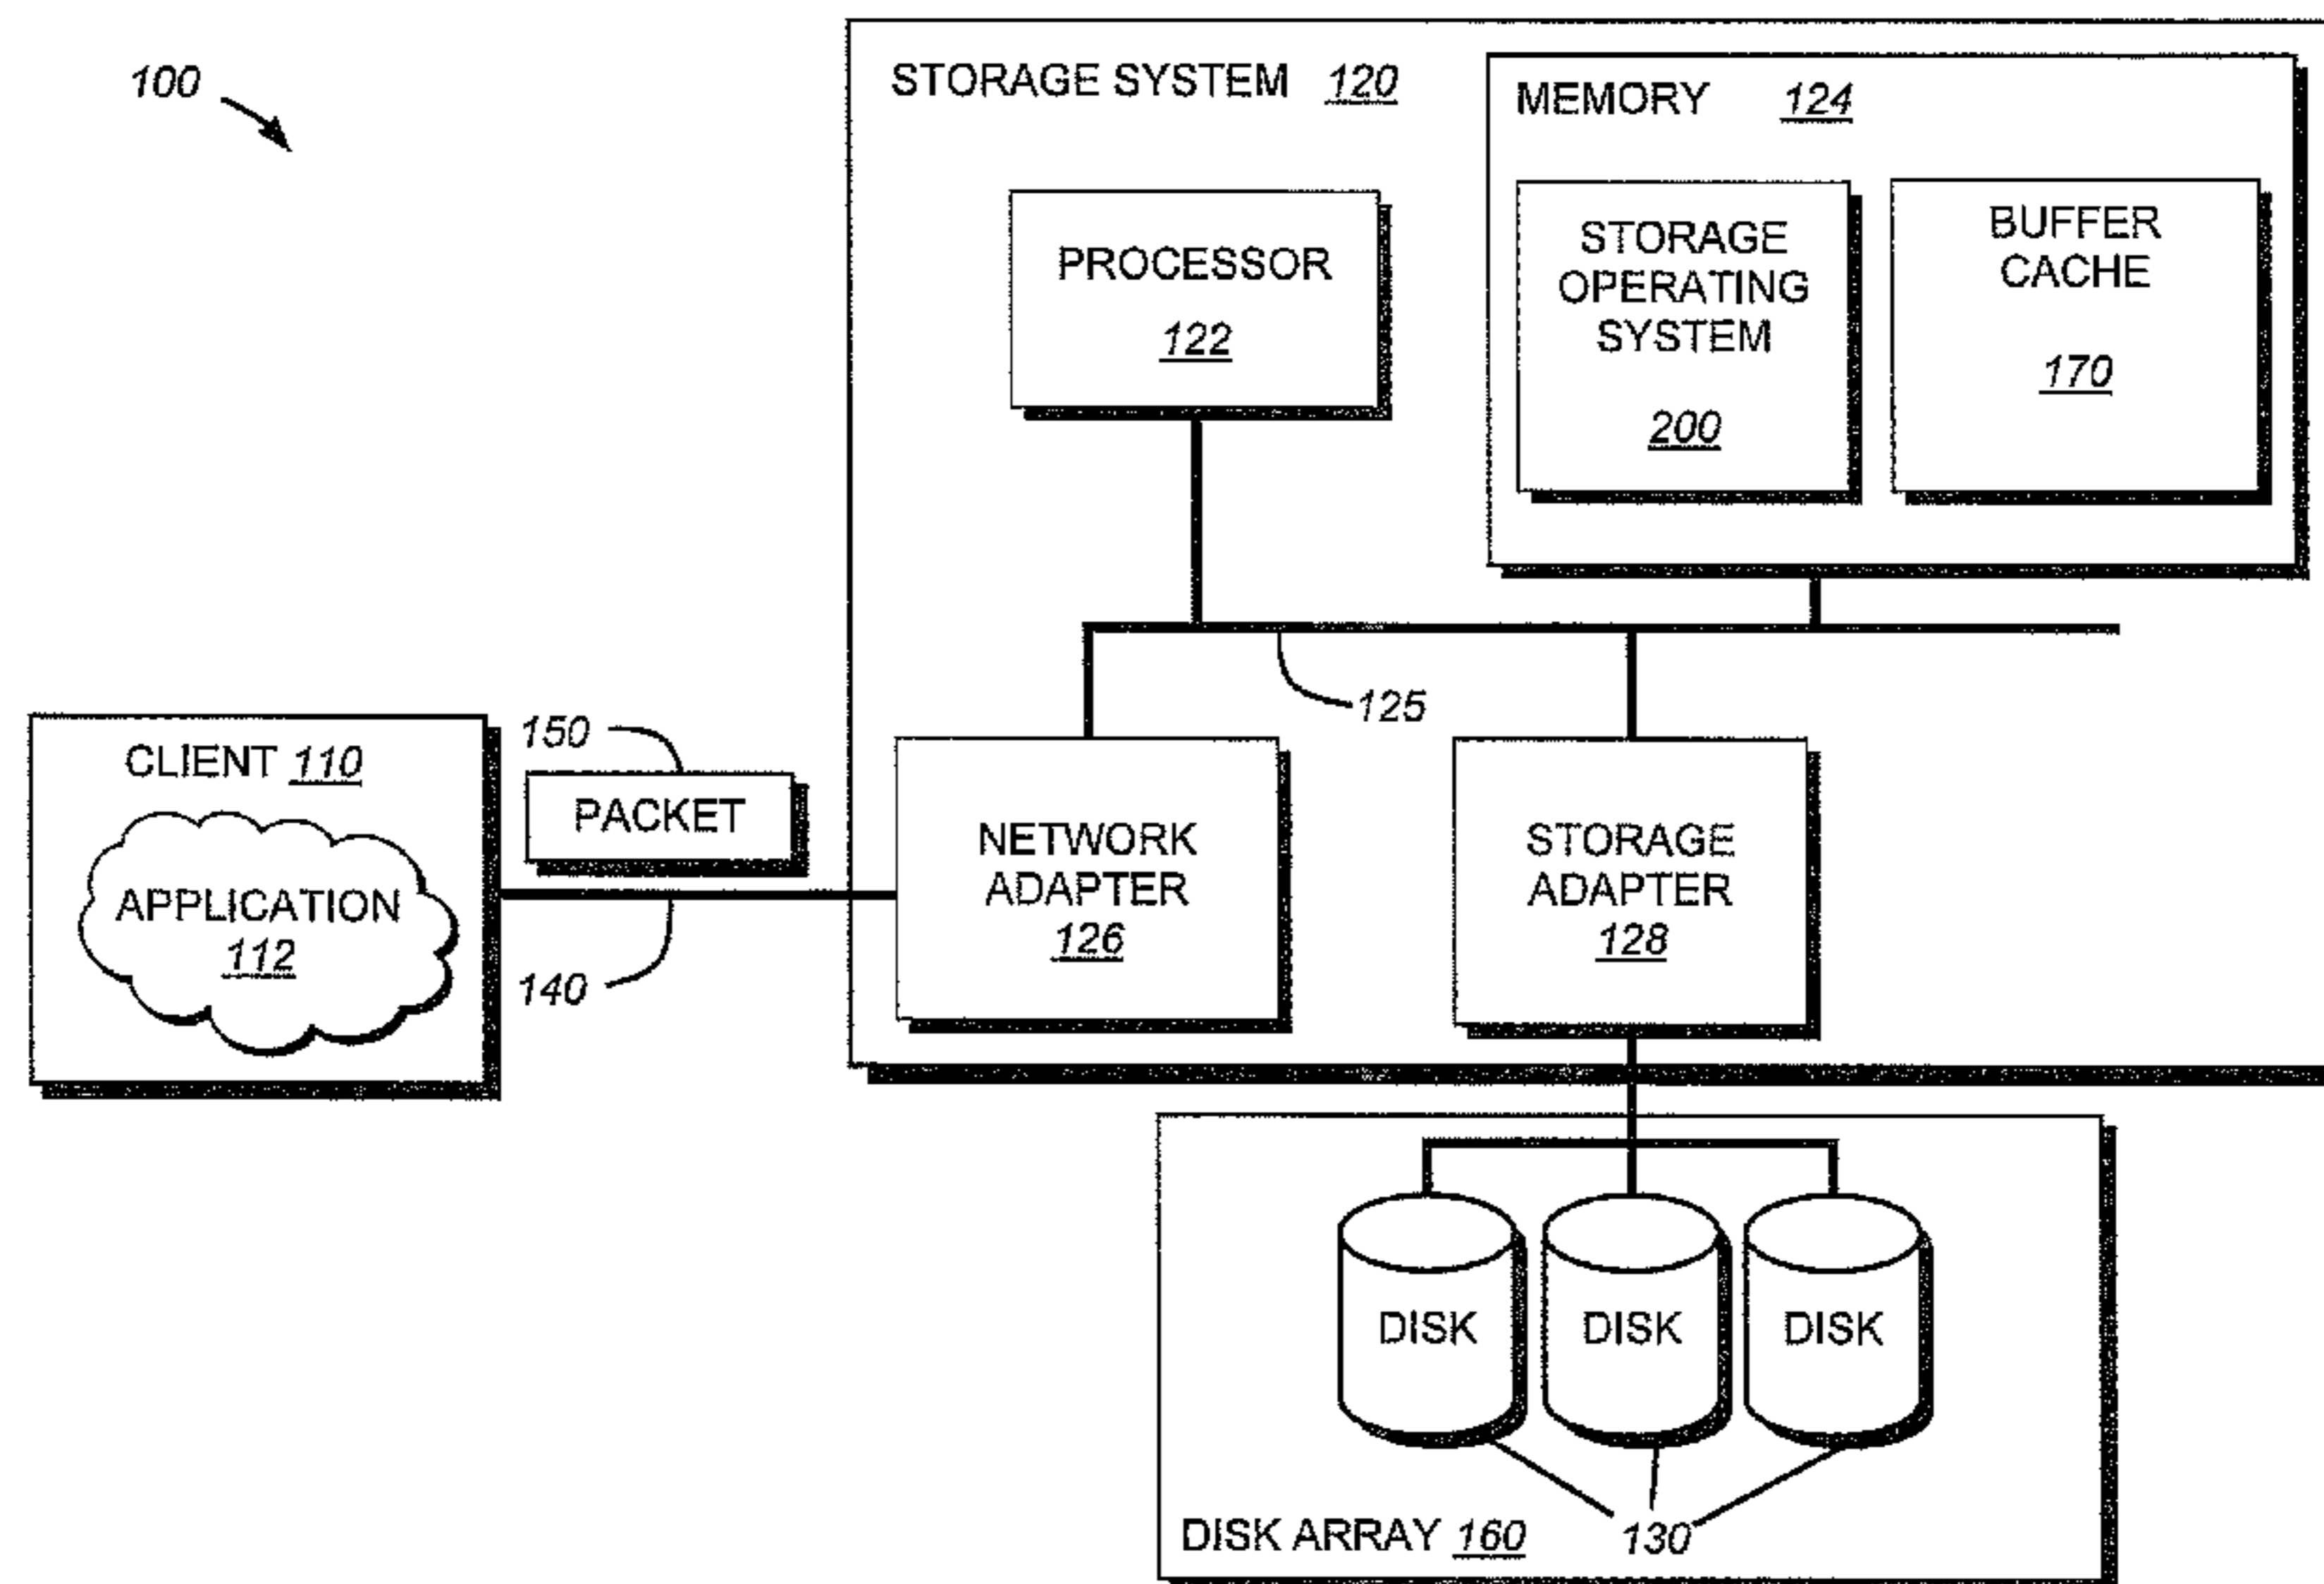 100
STORAGE SYSTEM 120
MEMORY 124
PROCESSOR
122
STORAGE
OPERATING
SYSTEM
200
BUFFER
CACHE
170
125
CLIENT 110
APPLICATION
112
150
PACKET
140
NETWORK
ADAPTER
126
STORAGE
ADAPTER
128
DISK
DISK
DISK
DISK ARRAY 160
130